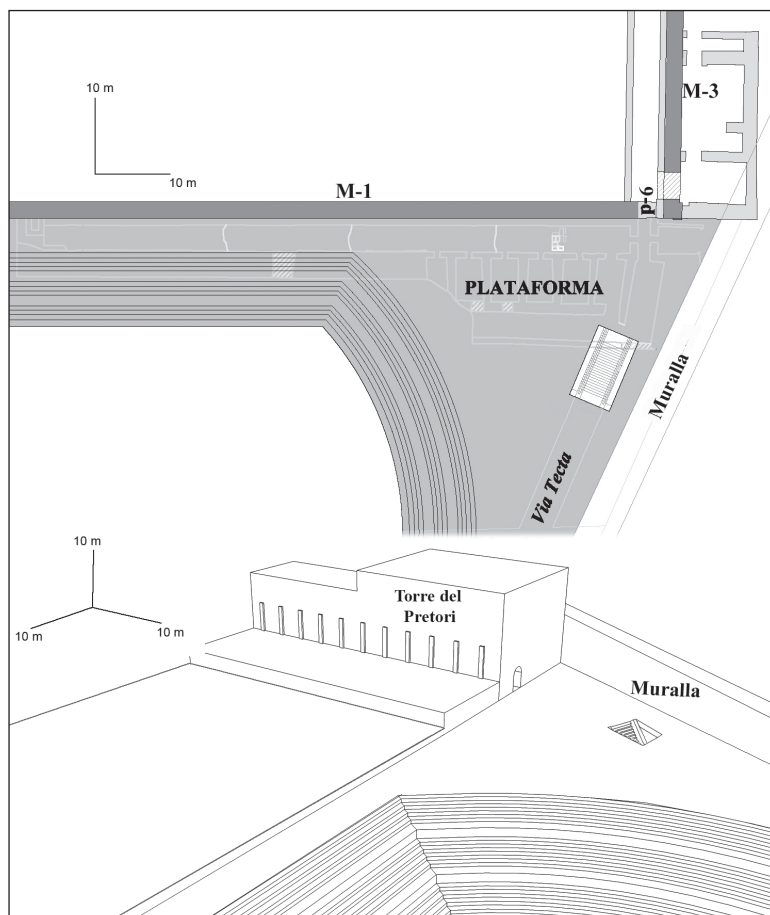 10 m
10 m
M-3
M-1
p-6
PLATAFORMA
Muralla
Via Tecta
10 m
10 m
10 m
Torre del
Pretori
Muralla